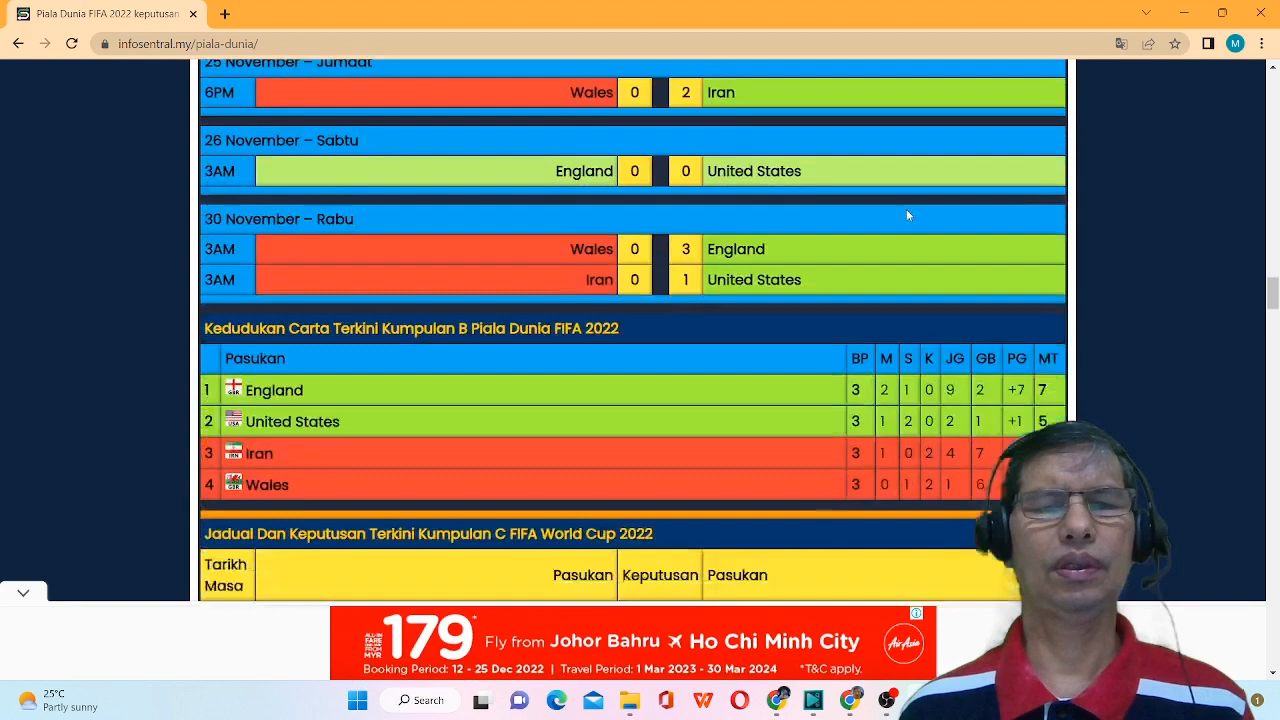 Piala Dunia FIFA 2022 keputusan
infosentral.my/piala-dunia/
M
25 November – Jumaat
6PM Wales 0 2 Iran
26 November – Sabtu
3AM England 0 0 United States
30 November – Rabu
3AM Wales 0 3 England
3AM Iran 0 1 United States
Kedudukan Carta Terkini Kumpulan B Piala Dunia FIFA 2022
Pasukan BP M S K JG GB PG MT
1 England 3 2 1 0 9 2 +7 7
2 United States 3 1 2 0 2 1 +1 5
3 Iran 3 1 0 2 4 7
4 Wales 3 0 1 2 1 6
Jadual Dan Keputusan Terkini Kumpulan C FIFA World Cup 2022
Tarikh
Masa Pasukan Keputusan Pasukan
ALL-IN FARE FROM MYR 179* Fly from Johor Bahru Ho Chi Minh City AirAsia
Booking Period: 12 - 25 Dec 2022 | Travel Period: 1 Mar 2023 - 30 Mar 2024 *T&C apply.
25°C
Partly sunny
Search
1